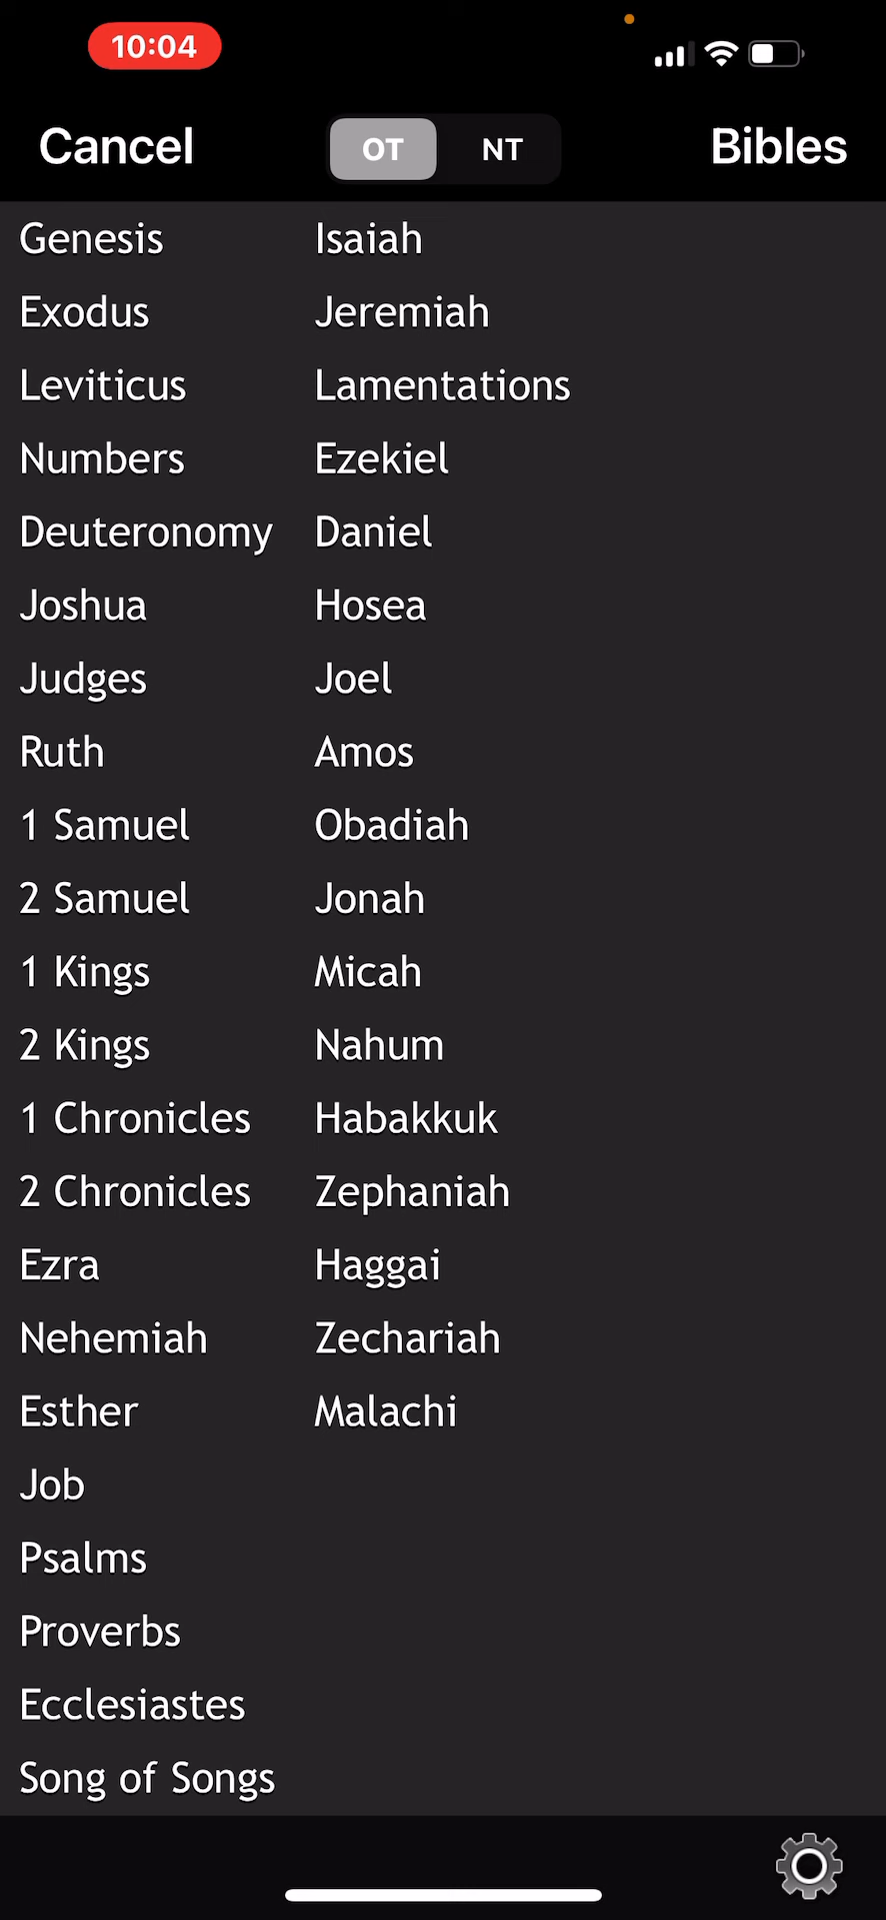 10:04
Cancel OT NT Bibles
Genesis
Exodus
Leviticus
Numbers
Deuteronomy
Joshua
Judges
Ruth
1 Samuel
2 Samuel
1 Kings
2 Kings
1 Chronicles
2 Chronicles
Ezra
Nehemiah
Esther
Job
Psalms
Proverbs
Ecclesiastes
Song of Songs
Isaiah
Jeremiah
Lamentations
Ezekiel
Daniel
Hosea
Joel
Amos
Obadiah
Jonah
Micah
Nahum
Habakkuk
Zephaniah
Haggai
Zechariah
Malachi